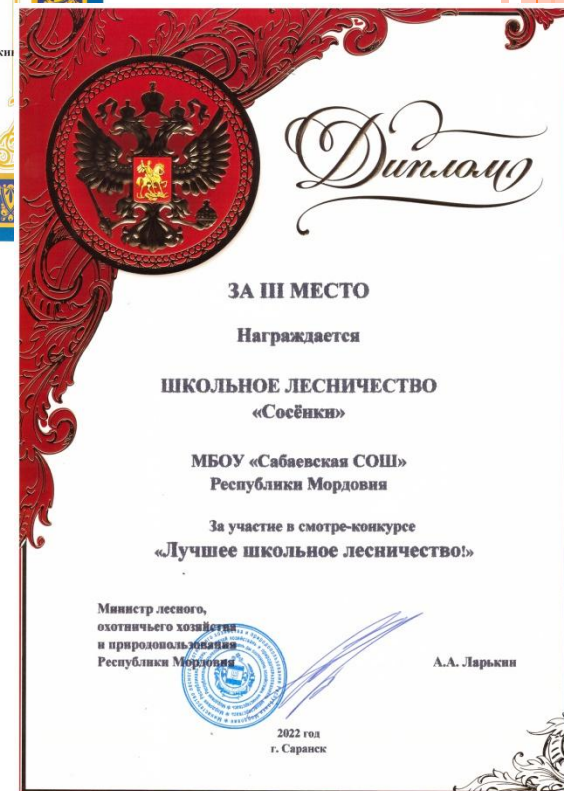 Диплом
ЗА III МЕСТО
Награждается
ШКОЛЬНОЕ ЛЕСНИЧЕСТВО
«Сосёнки»
МБОУ «Сабаевская СОШ»
Республики Мордовия
За участие в смотре-конкурсе
«Лучшее школьное лесничество!»
Министр лесного,
охотничьего хозяйства
и природопользования
Республики Мордовия
А.А. Ларькин
2022 год
г. Саранск